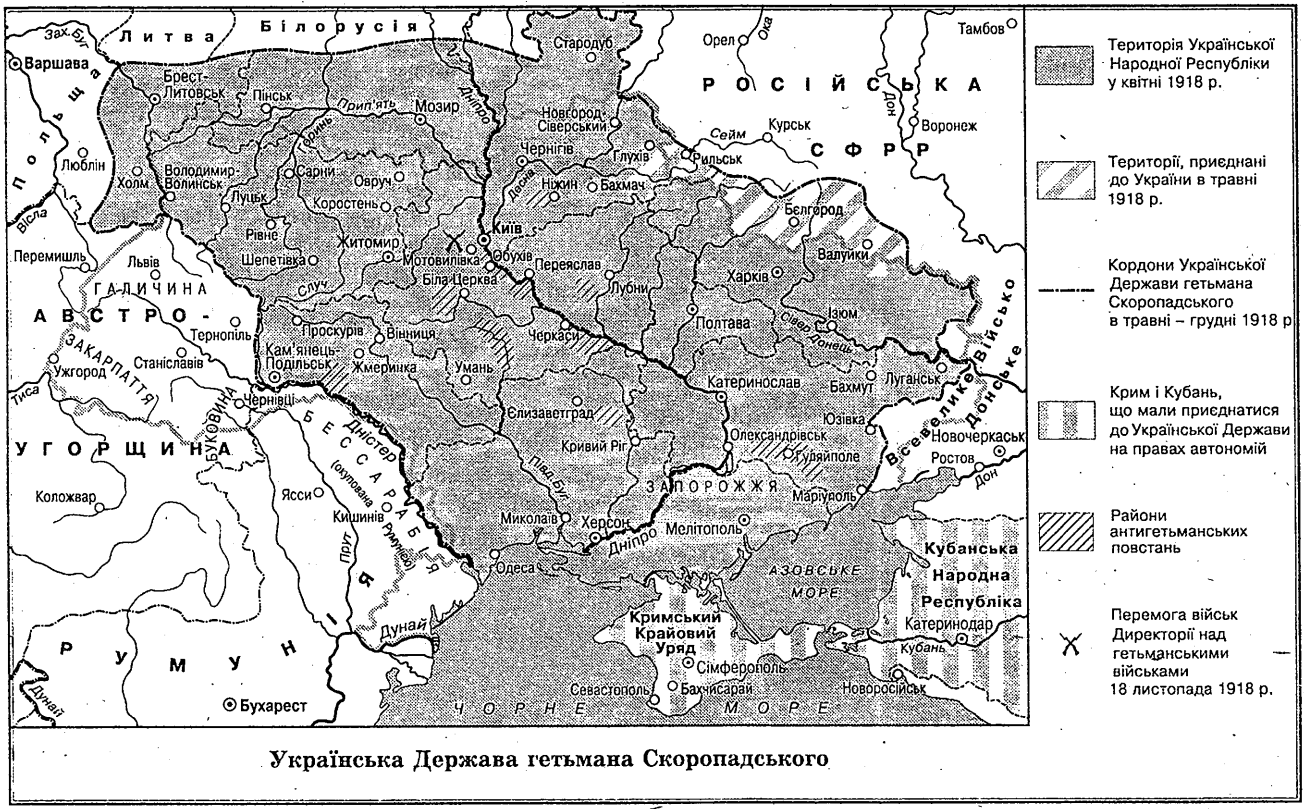 Зах. Буг
Литва
Білорусія
Стародуб
Орел
Ока
Тамбов
Варшава
Польща
Брест-
Литовськ
Пінськ
Прип'ять
Мозир
Дніпро
РОСІЙСЬКА
СФРР
Дон
Воронеж
Курськ
Сейм
Новгород-
Сіверський
Чернігів
Глухів
Рильськ
Люблін
Холм
Володимир-
Волинськ
Горинь
Сарни
Овруч
Десна
Ніжин
Бахмач
Луцьк
Коростень
Бєлгород
Вісла
Рівне
Житомир
Київ
Шепетівка
Мотовилівка
Обухів
Валуйки
Перемишль
Львів
ГАЛИЧИНА
Біла Церква
Переяслав
Лубни
Харків
Случ
АВСТРО-
Тернопіль
Проскурів
Вінниця
Черкаси
Полтава
Ізюм
Сівер. Донець
ЗАКАРПАТТЯ
Станіславів
Кам'янець-
Подільськ
Жмеринка
Умань
Ужгород
Тиса
Чернівці
БУКОВИНА
Катеринослав
Бахмут
Луганськ
Всевелике Військо
Донське
Єлизаветград
Юзівка
УГОРЩИНА
БЕССАРАБІЯ
(окупована Румунією)
Дністер
Кривий Ріг
Олександрівськ
Гуляйполе
Новочеркаськ
Ростов
Дон
Півд. Буг
ЗАПОРОЖЖЯ
Маріуполь
Коложвар
Ясси
Кишинів
Прут
Миколаїв
Херсон
Дніпро
Мелітополь
Одеса
АЗОВСЬКЕ
МОРЕ
Кубанська
Народна
Республіка
Катеринодар
Кубань
Кримський
Крайовий
Уряд
Сімферополь
Бахчисарай
Севастополь
Новоросійськ
РУМУНІЯ
Дунай
Дунай
Бухарест
ЧОРНЕ МОРЕ
Територія Української
Народної Республіки
у квітні 1918 р.
Території, приєднані
до України в травні
1918 р.
Кордони Української
Держави гетьмана
Скоропадського
в травні – грудні 1918 р.
Крим і Кубань,
що мали приєднатися
до Української Держави
на правах автономій
Райони
антигетьманських
повстань
Перемога військ
Директорії над
гетьманськими
військами
18 листопада 1918 р.
Українська Держава гетьмана Скоропадського